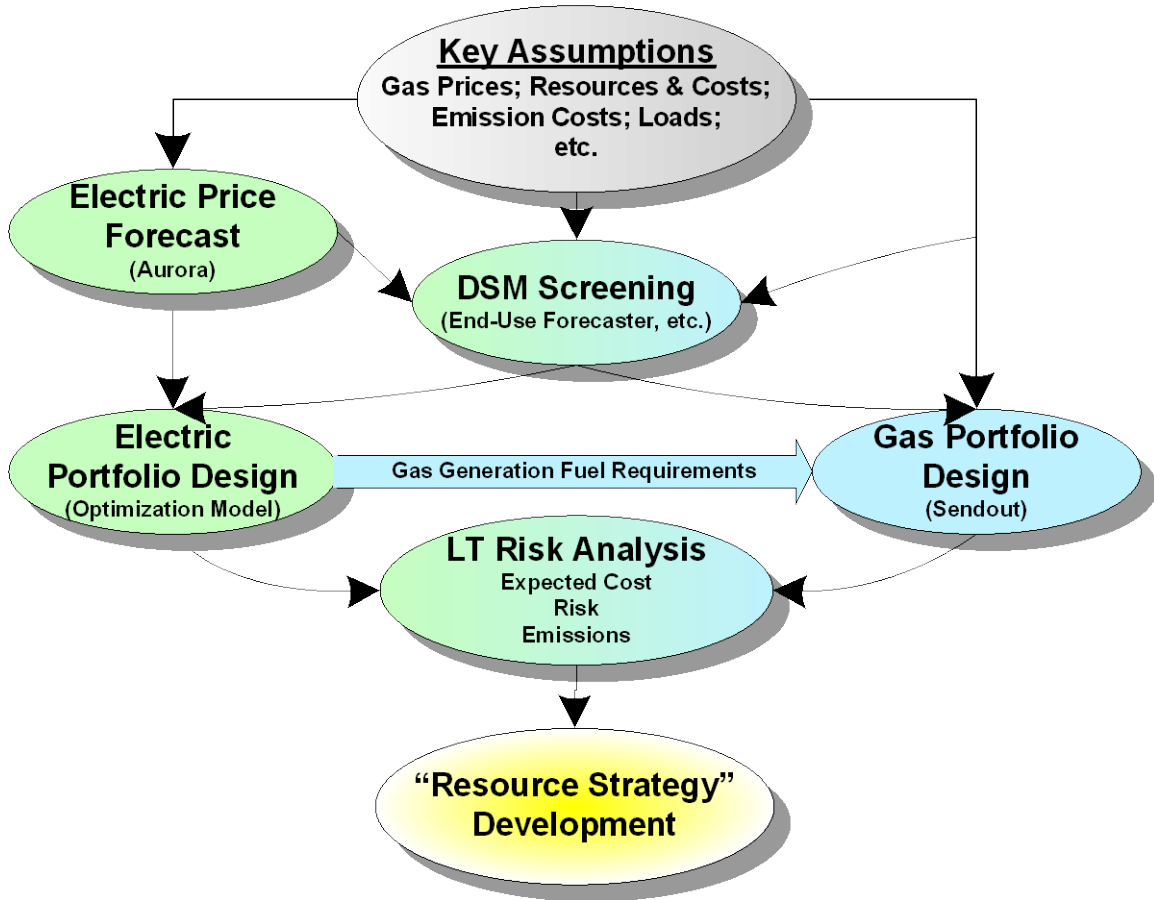 Key Assumptions
Gas Prices; Resources & Costs;
Emission Costs; Loads;
etc.
Electric Price
Forecast
(Aurora)
DSM Screening
(End-Use Forecaster, etc.)
Electric
Portfolio Design
(Optimization Model)
Gas Generation Fuel Requirements
Gas Portfolio
Design
(Sendout)
LT Risk Analysis
Expected Cost
Risk
Emissions
“Resource Strategy”
Development